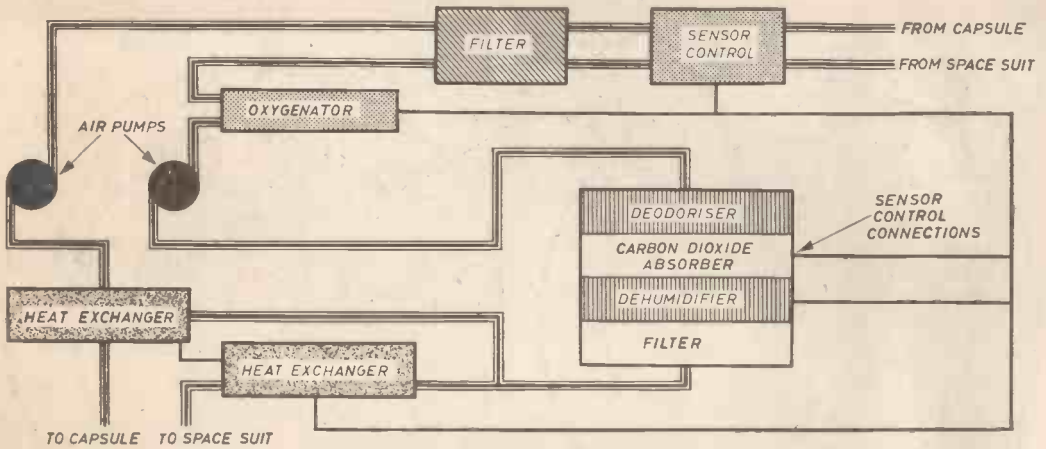 FILTER
SENSOR
CONTROL
FROM CAPSULE
FROM SPACE SUIT
OXYGENATOR
AIR PUMPS
DEODORISER
CARBON DIOXIDE
ABSORBER
DEHUMIDIFIER
FILTER
SENSOR
CONTROL
CONNECTIONS
HEAT EXCHANGER
HEAT EXCHANGER
TO CAPSULE
TO SPACE SUIT